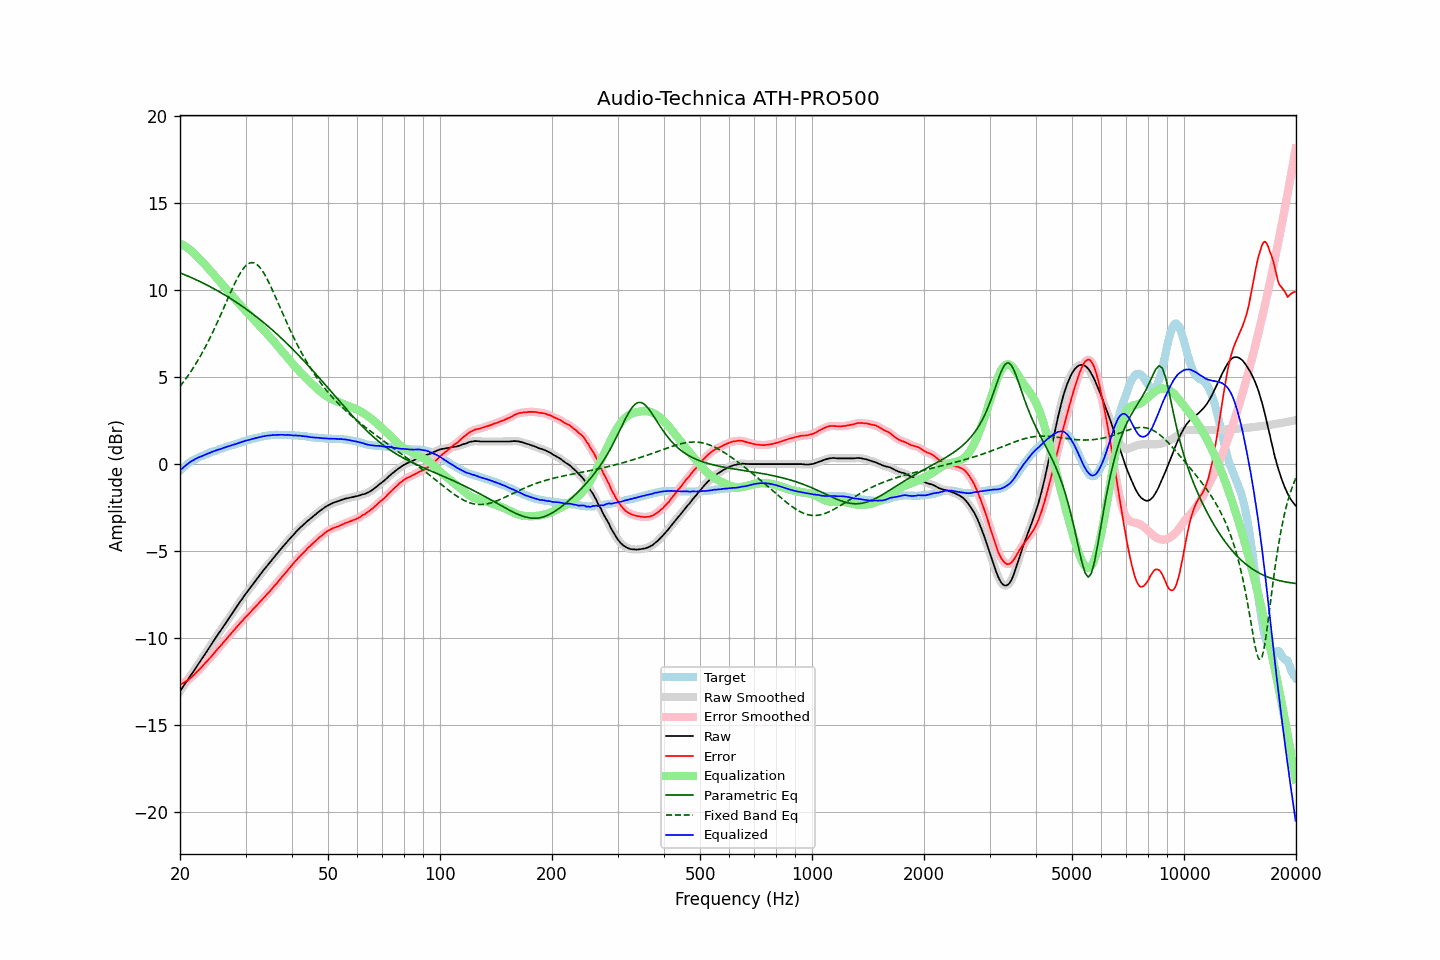 Audio-Technica ATH-PRO500
20
15
10
5
0
−5
−10
−15
−20
Amplitude (dBr)
20
50
100
200
500
1000
2000
5000
10000
20000
Frequency (Hz)
Target
Raw Smoothed
Error Smoothed
Raw
Error
Equalization
Parametric Eq
Fixed Band Eq
Equalized